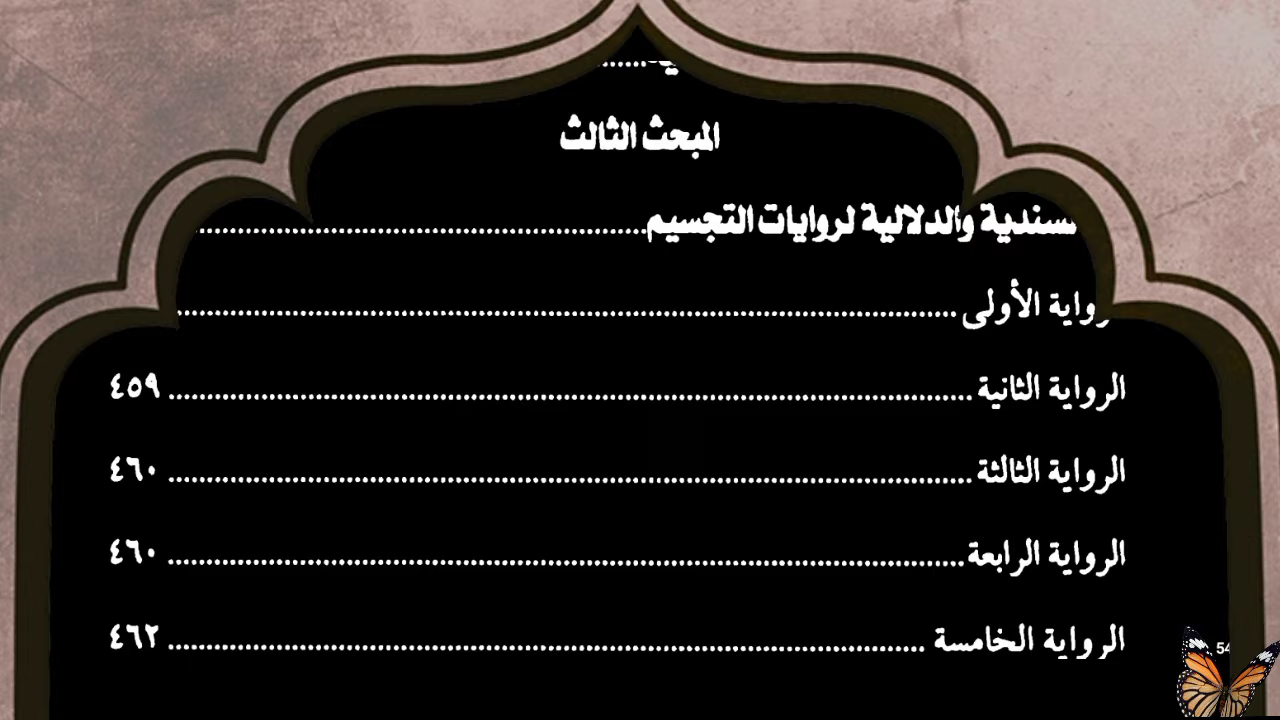 المبحث الثالث
والدلالية لروايات التجسيم
الأولى
الرواية الثانية ٤٥٩
الرواية الثالثة ٤٦٠
الرواية الرابعة ٤٦٠
الرواية الخامسة ٤٦٢
54